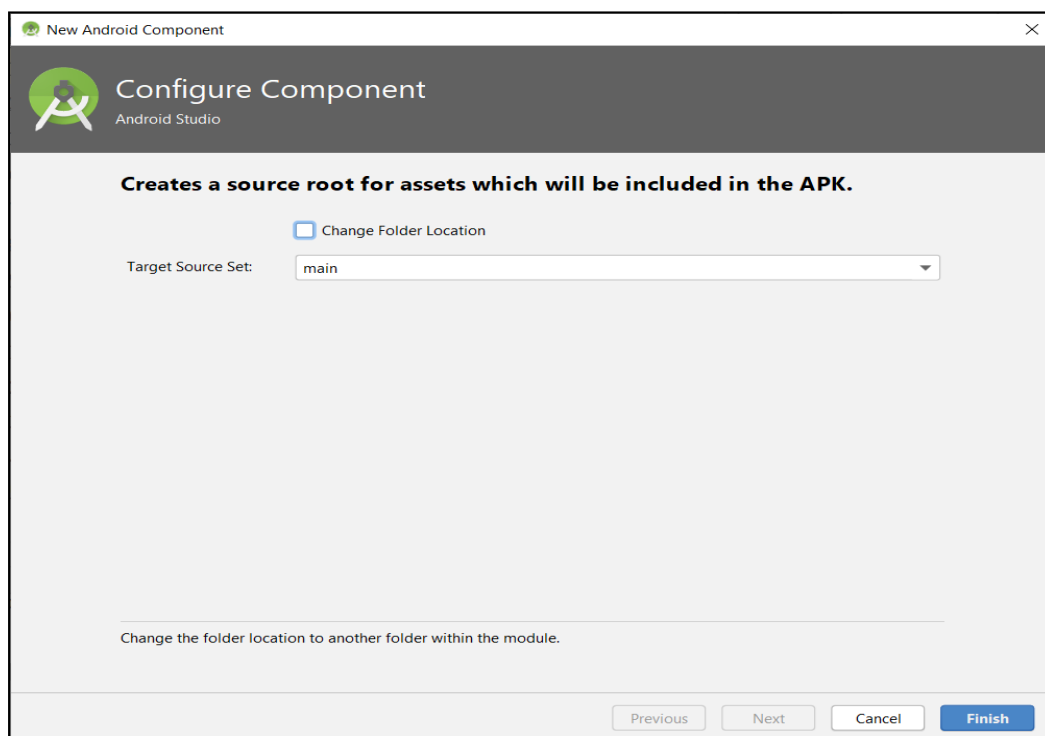 New Android Component
Configure Component
Android Studio
Creates a source root for assets which will be included in the APK.
Change Folder Location
Target Source Set:
main
Change the folder location to another folder within the module.
Previous
Next
Cancel
Finish